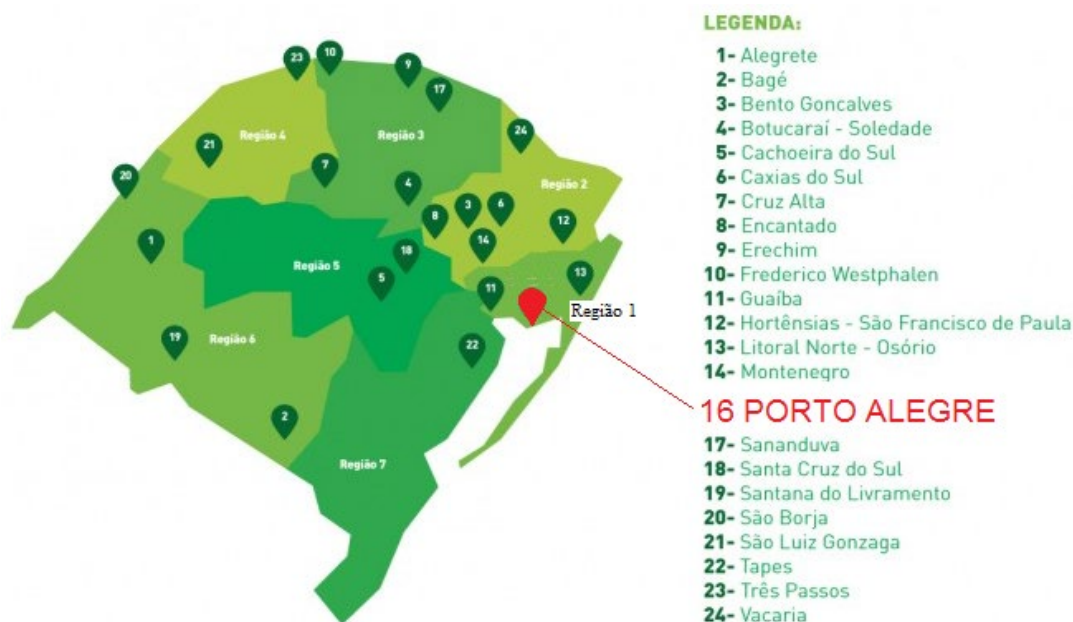 LEGENDA:
1- Alegrete
2- Bagé
3- Bento Goncalves
4- Botucaraí - Soledade
5- Cachoeira do Sul
6- Caxias do Sul
7- Cruz Alta
8- Encantado
9- Erechim
10- Frederico Westphalen
11- Guaíba
12- Hortênsias - São Francisco de Paula
13- Litoral Norte - Osório
14- Montenegro
16 PORTO ALEGRE
17- Sananduva
18- Santa Cruz do Sul
19- Santana do Livramento
20- São Borja
21- São Luiz Gonzaga
22- Tapes
23- Três Passos
24- Vacaria
23
10
9
17
Região 4
Região 3
24
21
7
20
4
Região 2
3
6
8
12
1
14
18
Região 5
5
13
11
Região 1
19
Região 6
22
2
Região 7